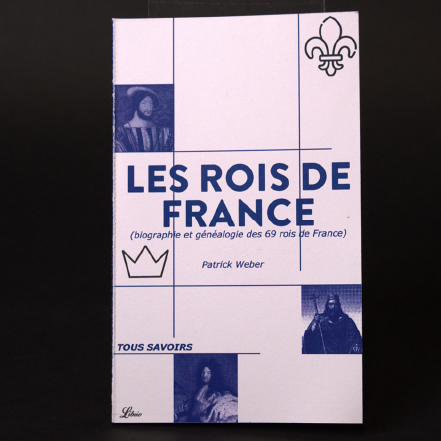 LES ROIS DE
FRANCE
(biographie et généalogie des 69 rois de France)
Patrick Weber
TOUS SAVOIRS
Librio